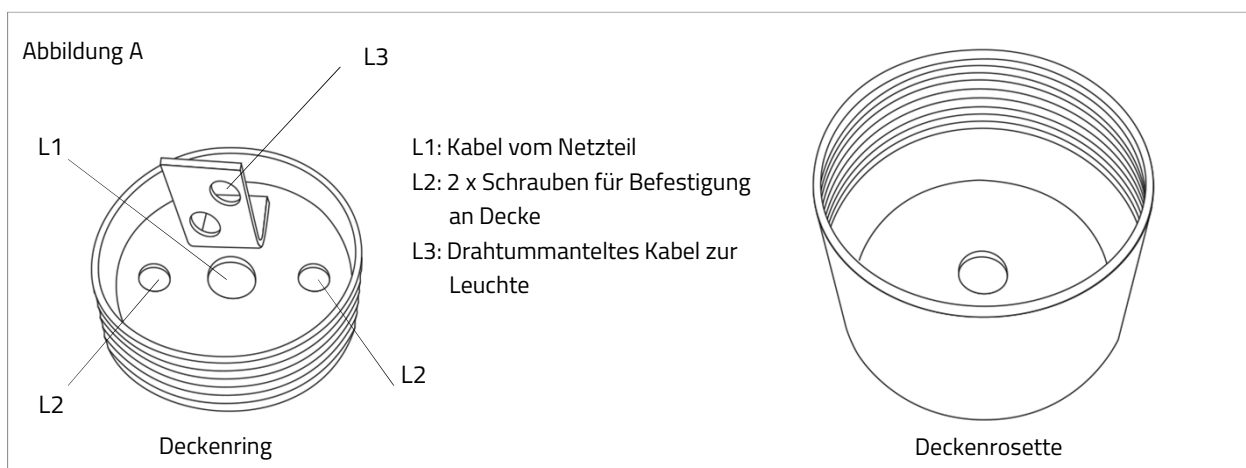 Abbildung A
L3
L1
L1: Kabel vom Netzteil
L2: 2 x Schrauben für Befestigung
an Decke
L3: Drahtummanteltes Kabel zur
Leuchte
L2
L2
Deckenring
Deckenrosette